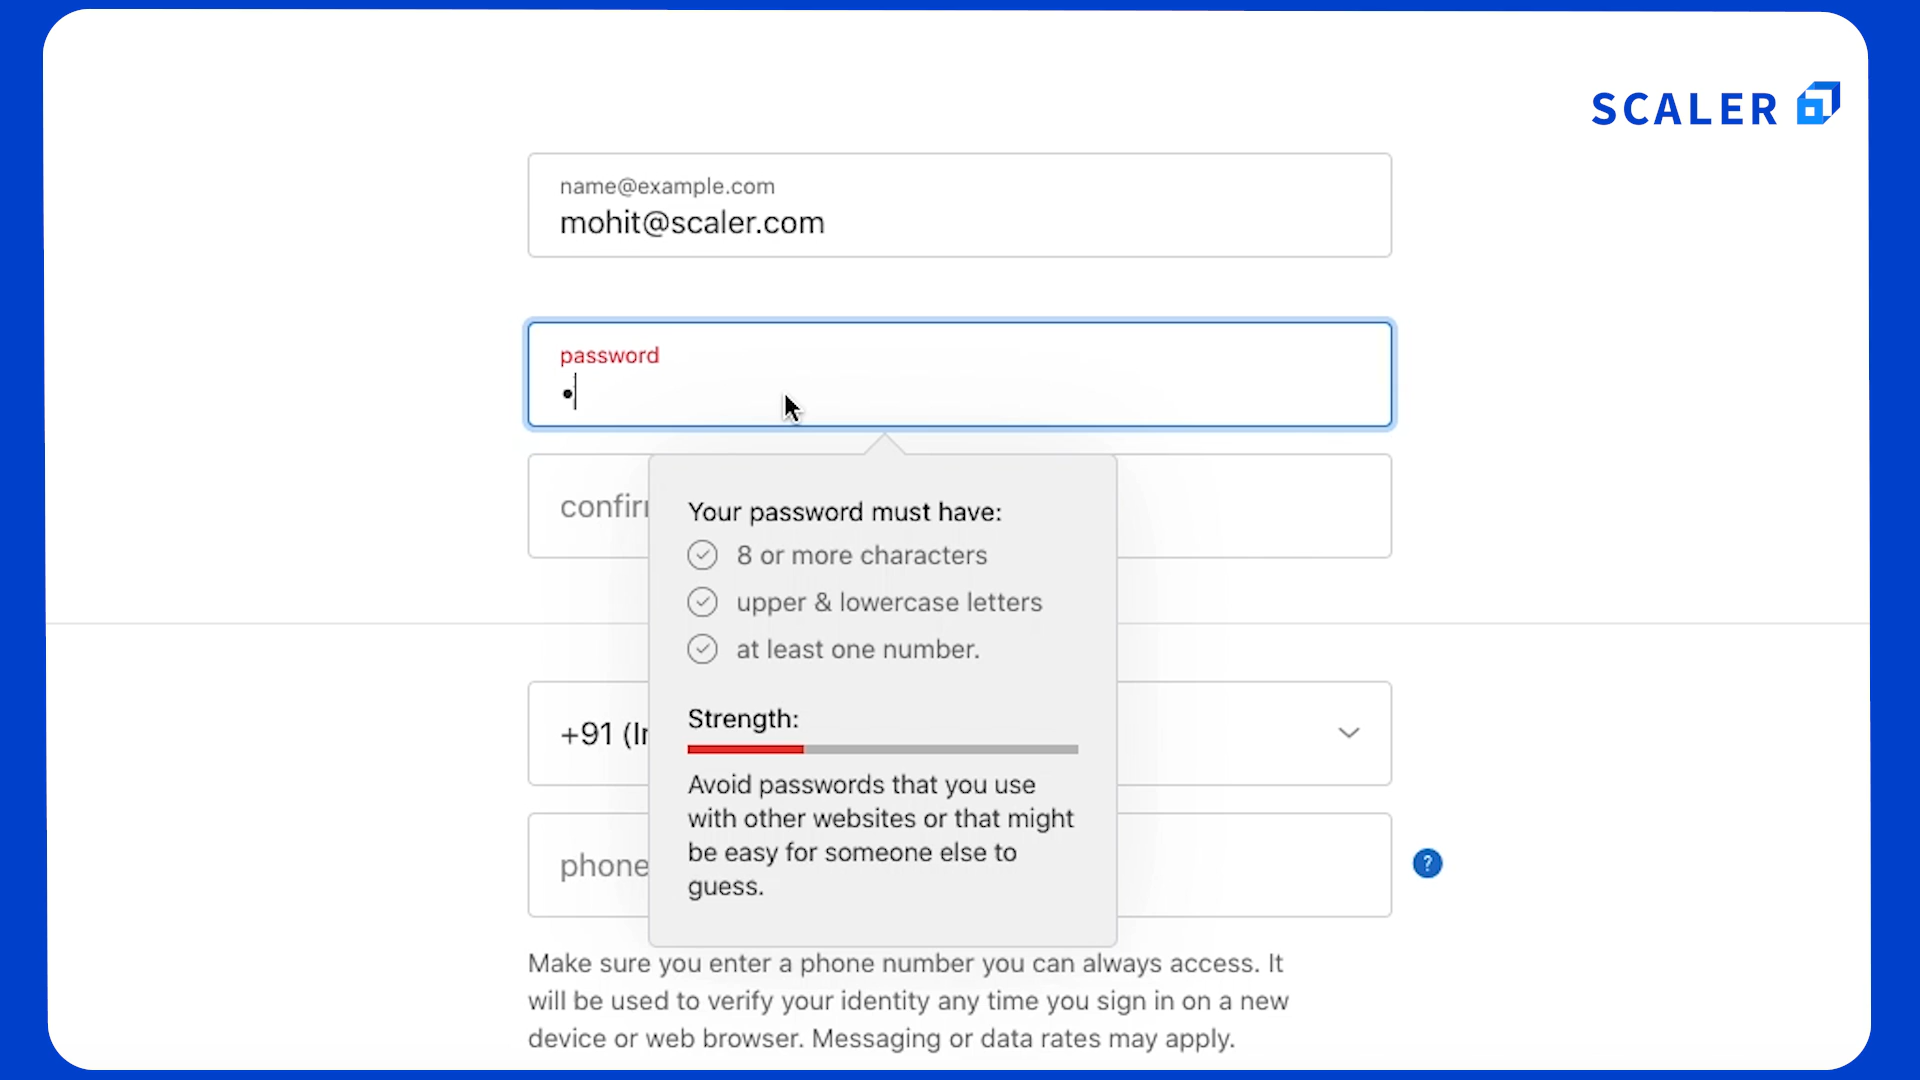 SCALER
name@example.com
mohit@scaler.com
password
confir
Your password must have:
8 or more characters
upper & lowercase letters
at least one number.
+91 (I
Strength:
Avoid passwords that you use
with other websites or that might
be easy for someone else to
guess.
phone
?
Make sure you enter a phone number you can always access. It
will be used to verify your identity any time you sign in on a new
device or web browser. Messaging or data rates may apply.